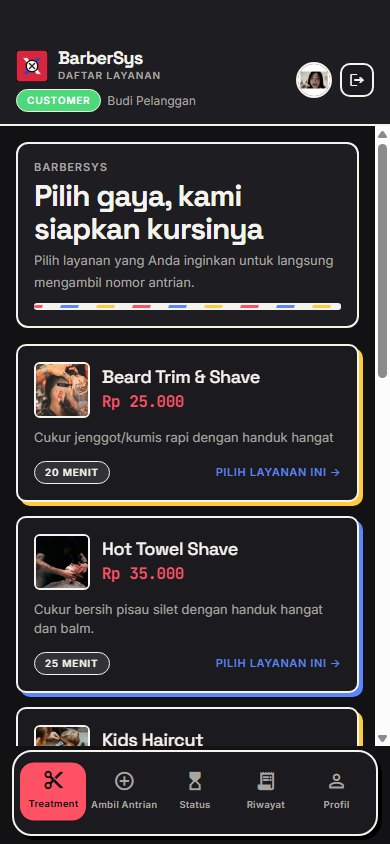 BarberSys
DAFTAR LAYANAN
CUSTOMER Budi Pelanggan
BARBERSYS
Pilih gaya, kami
siapkan kursinya
Pilih layanan yang Anda inginkan untuk langsung
mengambil nomor antrian.
Beard Trim & Shave
Rp 25.000
Cukur jenggot/kumis rapi dengan handuk hangat
20 MENIT PILIH LAYANAN INI →
Hot Towel Shave
Rp 35.000
Cukur bersih pisau silet dengan handuk hangat
dan balm.
25 MENIT PILIH LAYANAN INI →
Kids Haircut
Treatment Ambil Antrian Status Riwayat Profil